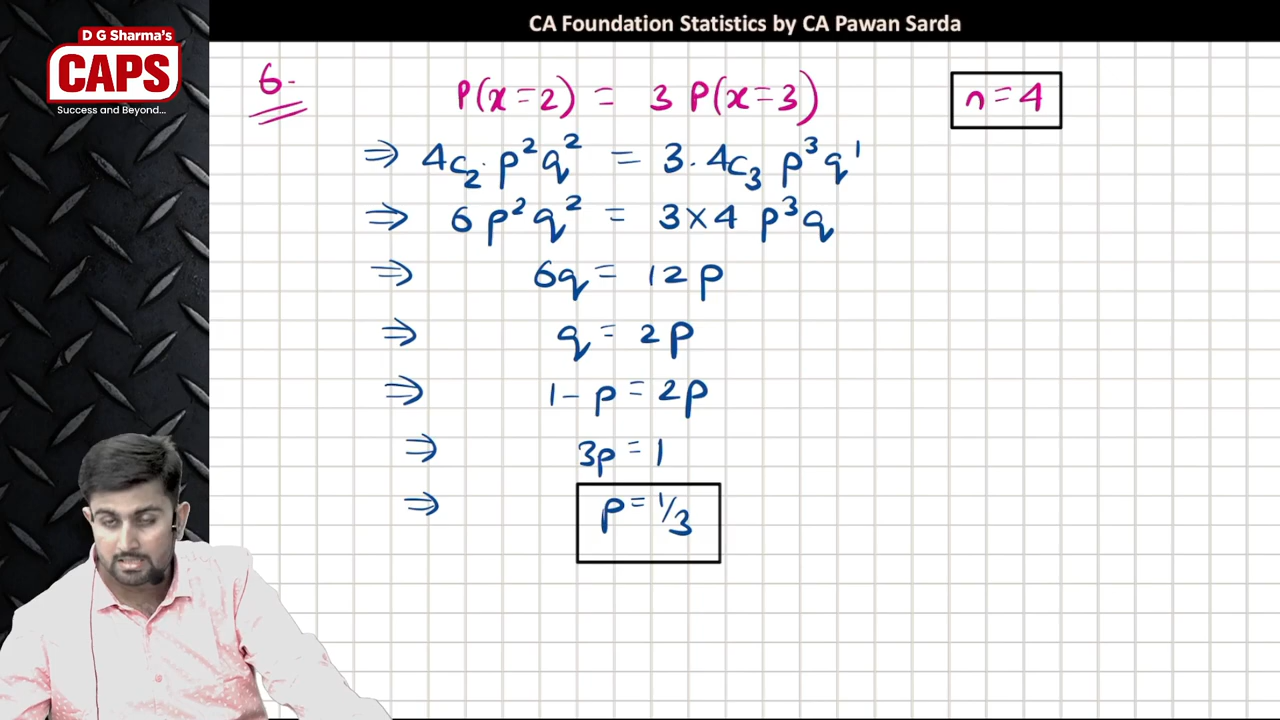 CA Foundation Statistics by CA Pawan Sarda
D G Sharma's
CAPS
Success and Beyond...
6.
P(x=2) = 3 P(x=3)
n=4
⇒ 4c₂. p²q² = 3. 4c₃ p³q¹
⇒ 6 p²q² = 3×4 p³q
⇒ 6q = 12p
⇒ q = 2p
⇒ 1-p = 2p
⇒ 3p = 1
⇒ p = 1/3